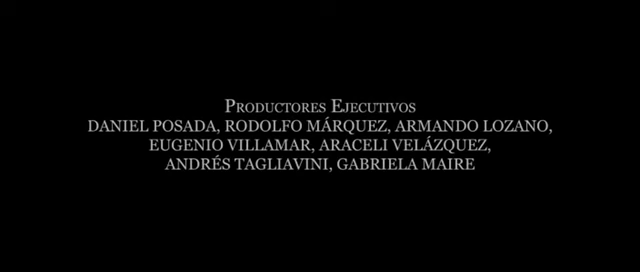 Productores Ejecutivos
DANIEL POSADA, RODOLFO MÁRQUEZ, ARMANDO LOZANO,
EUGENIO VILLAMAR, ARACELI VELÁZQUEZ,
ANDRÉS TAGLIAVINI, GABRIELA MAIRE